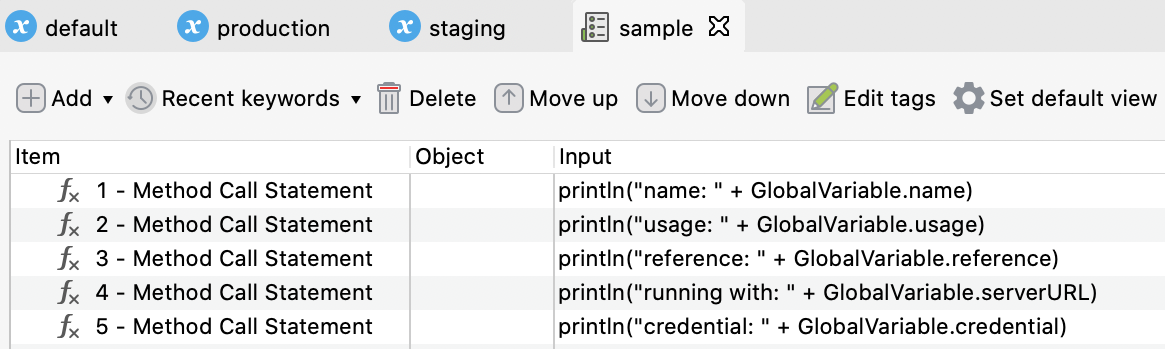 default production staging sample
Add Recent keywords Delete Move up Move down Edit tags Set default view
Item Object Input
1 - Method Call Statement println("name: " + GlobalVariable.name)
2 - Method Call Statement println("usage: " + GlobalVariable.usage)
3 - Method Call Statement println("reference: " + GlobalVariable.reference)
4 - Method Call Statement println("running with: " + GlobalVariable.serverURL)
5 - Method Call Statement println("credential: " + GlobalVariable.credential)